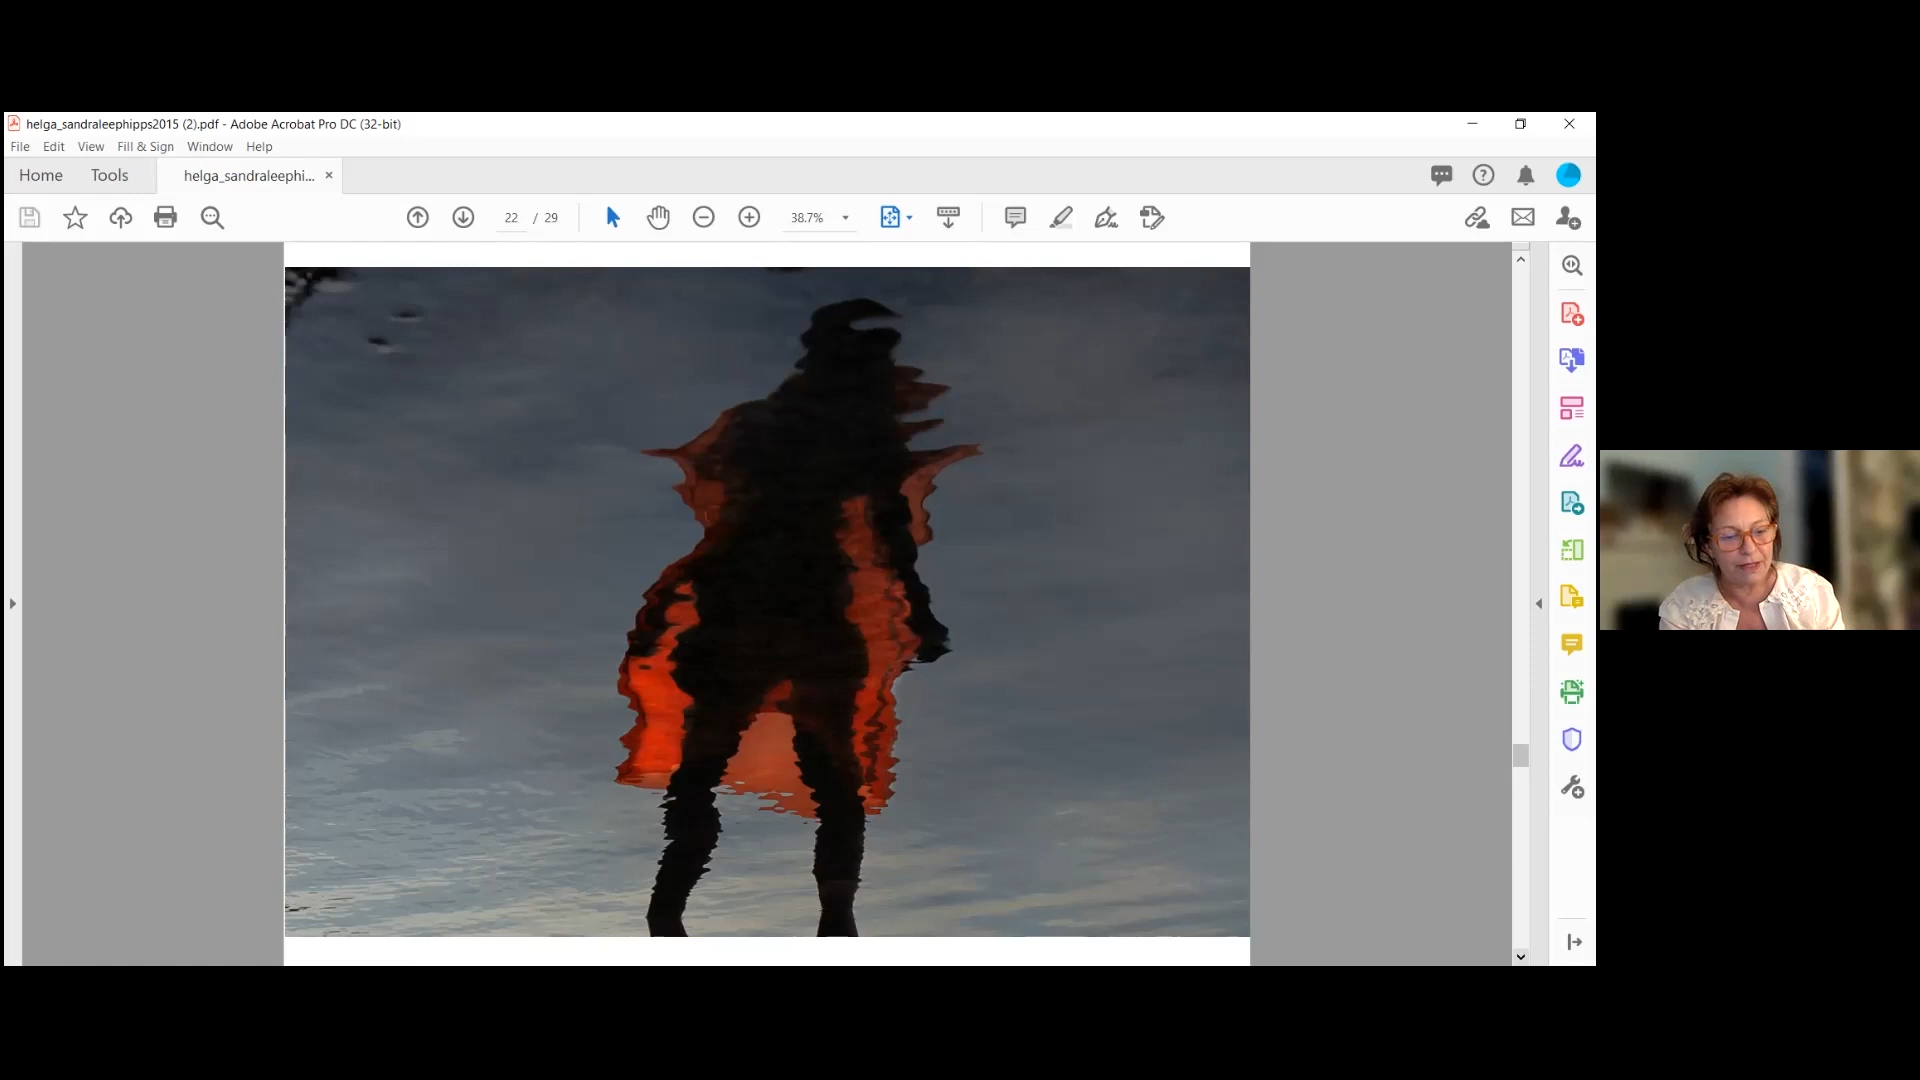 helga_sandraleephipps2015 (2).pdf - Adobe Acrobat Pro DC (32-bit)
File Edit View Fill & Sign Window Help
Home Tools helga_sandraleephi... ×
22 / 29 38.7%